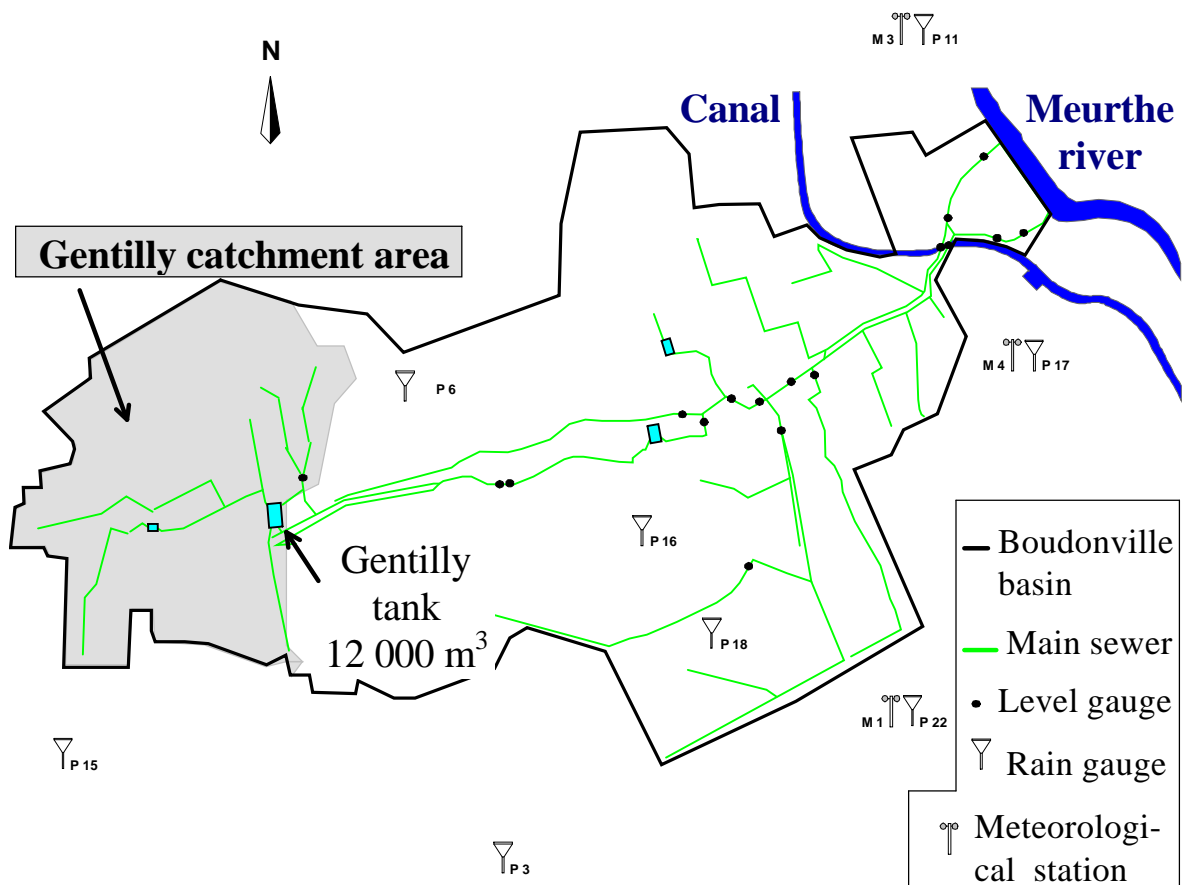 M 3 P 11
N
Canal
Meurthe
river
Gentilly catchment area
M 4 P 17
P 6
P 16
Gentilly
tank
12 000 m³
P 18
M 1 P 22
P 15
P 3
Boudonville
basin
Main sewer
Level gauge
Rain gauge
Meteorologi-
cal station